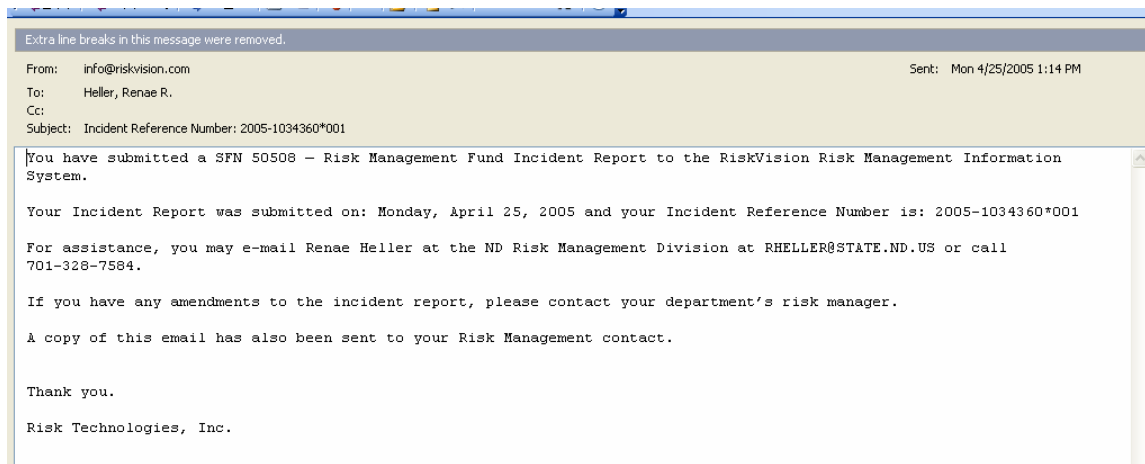 Extra line breaks in this message were removed.
From: info@riskvision.com Sent: Mon 4/25/2005 1:14 PM
To: Heller, Renae R.
Cc:
Subject: Incident Reference Number: 2005-1034360*001
You have submitted a SFN 50508 – Risk Management Fund Incident Report to the RiskVision Risk Management Information
System.
Your Incident Report was submitted on: Monday, April 25, 2005 and your Incident Reference Number is: 2005-1034360*001
For assistance, you may e-mail Renae Heller at the ND Risk Management Division at RHELLER@STATE.ND.US or call
701-328-7584.
If you have any amendments to the incident report, please contact your department’s risk manager.
A copy of this email has also been sent to your Risk Management contact.
Thank you.
Risk Technologies, Inc.